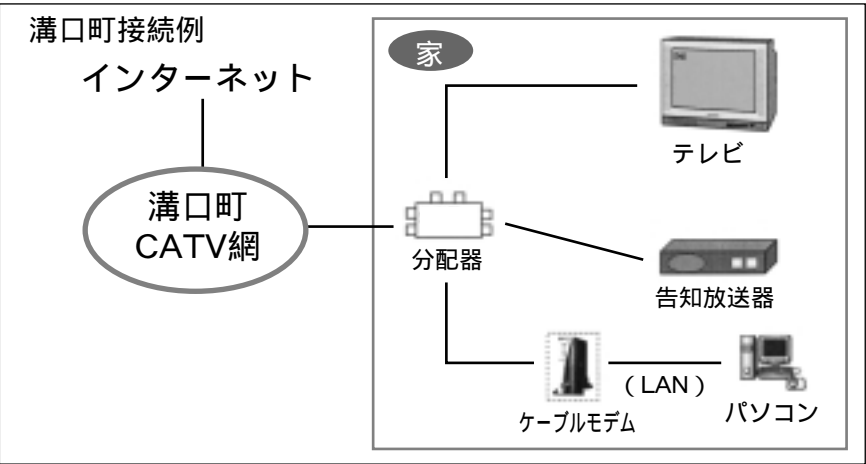 溝口町接続例
インターネット
家
テレビ
溝口町
CATV網
分配器
告知放送器
(LAN)
ケーブルモデム
パソコン